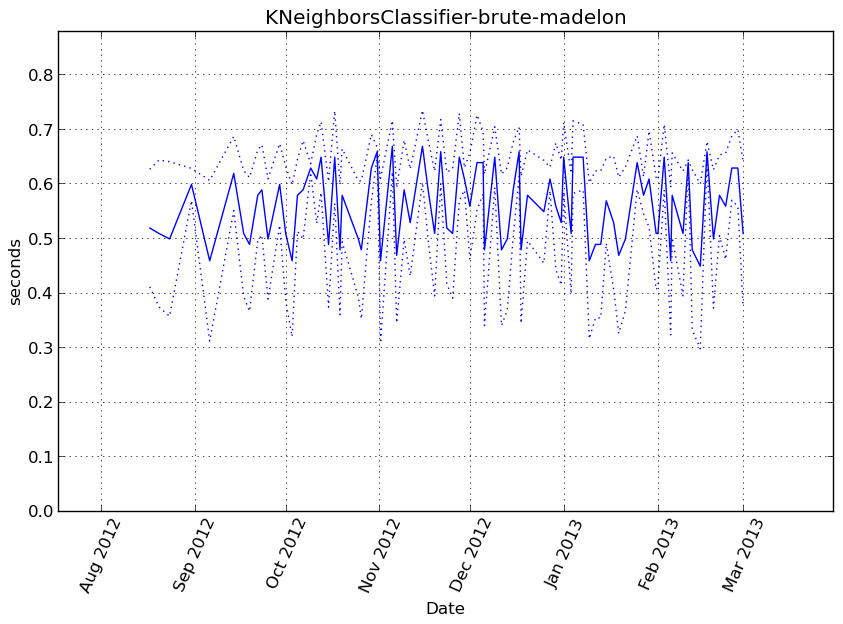 KNeighborsClassifier-brute-madelon
0.8
0.7
0.6
0.5
0.4
0.3
0.2
0.1
0.0
seconds
Aug 2012
Sep 2012
Oct 2012
Nov 2012
Dec 2012
Jan 2013
Feb 2013
Mar 2013
Date